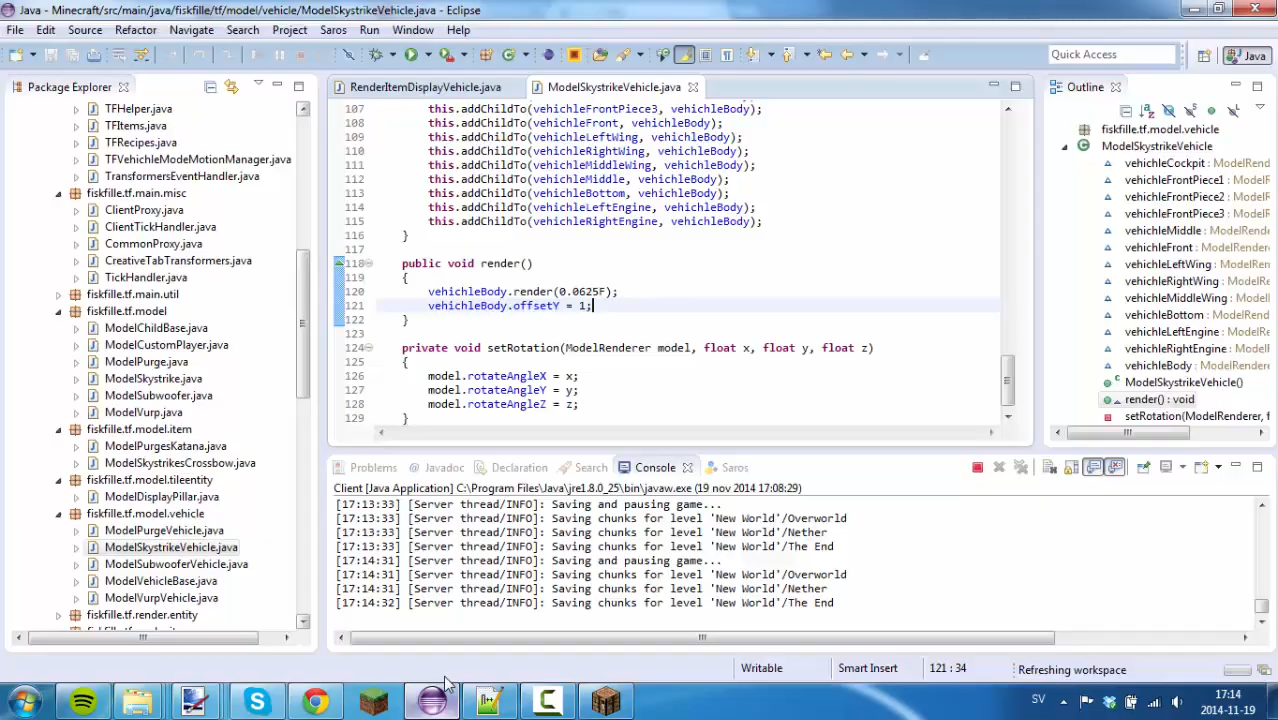 Java - Minecraft/src/main/java/fiskfille/tf/model/vehicle/ModelSkystrikeVehicle.java - Eclipse
File Edit Source Refactor Navigate Search Project Saros Run Window Help
Quick Access
Java
Package Explorer
TFHelper.java
TFItems.java
TFRecipes.java
TFVehichleModeMotionManager.java
TransformersEventHandler.java
fiskfille.tf.main.misc
ClientProxy.java
ClientTickHandler.java
CommonProxy.java
CreativeTabTransformers.java
TickHandler.java
fiskfille.tf.main.util
fiskfille.tf.model
ModelChildBase.java
ModelCustomPlayer.java
ModelPurge.java
ModelSkystrike.java
ModelSubwoofer.java
ModelVurp.java
fiskfille.tf.model.item
ModelPurgesKatana.java
ModelSkystrikesCrossbow.java
fiskfille.tf.model.tileentity
ModelDisplayPillar.java
fiskfille.tf.model.vehicle
ModelPurgeVehicle.java
ModelSkystrikeVehicle.java
ModelSubwooferVehicle.java
ModelVehicleBase.java
ModelVurpVehicle.java
fiskfille.tf.render.entity
RenderItemDisplayVehicle.java
ModelSkystrikeVehicle.java
107 this.addChildTo(vehichleFrontPiece3, vehichleBody);
108 this.addChildTo(vehichleFront, vehichleBody);
109 this.addChildTo(vehichleLeftWing, vehichleBody);
110 this.addChildTo(vehichleRightWing, vehichleBody);
111 this.addChildTo(vehichleMiddleWing, vehichleBody);
112 this.addChildTo(vehichleMiddle, vehichleBody);
113 this.addChildTo(vehichleBottom, vehichleBody);
114 this.addChildTo(vehichleLeftEngine, vehichleBody);
115 this.addChildTo(vehichleRightEngine, vehichleBody);
116 }
117
118 public void render()
119 {
120 vehichleBody.render(0.0625F);
121 vehichleBody.offsetY = 1;
122 }
123
124 private void setRotation(ModelRenderer model, float x, float y, float z)
125 {
126 model.rotateAngleX = x;
127 model.rotateAngleY = y;
128 model.rotateAngleZ = z;
129 }
Outline
fiskfille.tf.model.vehicle
ModelSkystrikeVehicle
vehichleCockpit : ModelRe
vehichleFrontPiece1 : Mod
vehichleFrontPiece2 : Mod
vehichleFrontPiece3 : Mod
vehichleMiddle : ModelRe
vehichleFront : ModelRen
vehichleLeftWing : Model
vehichleRightWing : Mod
vehichleMiddleWing : Mo
vehichleBottom : ModelR
vehichleLeftEngine : Mod
vehichleRightEngine : Mo
vehichleBody : ModelRen
ModelSkystrikeVehicle()
render() : void
setRotation(ModelRenderer, f
Problems Javadoc Declaration Search Console Saros
Client [Java Application] C:\Program Files\Java\jre1.8.0_25\bin\javaw.exe (19 nov 2014 17:08:29)
[17:13:33] [Server thread/INFO]: Saving and pausing game...
[17:13:33] [Server thread/INFO]: Saving chunks for level 'New World'/Overworld
[17:13:33] [Server thread/INFO]: Saving chunks for level 'New World'/Nether
[17:13:33] [Server thread/INFO]: Saving chunks for level 'New World'/The End
[17:14:31] [Server thread/INFO]: Saving and pausing game...
[17:14:31] [Server thread/INFO]: Saving chunks for level 'New World'/Overworld
[17:14:31] [Server thread/INFO]: Saving chunks for level 'New World'/Nether
[17:14:32] [Server thread/INFO]: Saving chunks for level 'New World'/The End
Writable
Smart Insert
121 : 34
Refreshing workspace
SV
17:14
2014-11-19